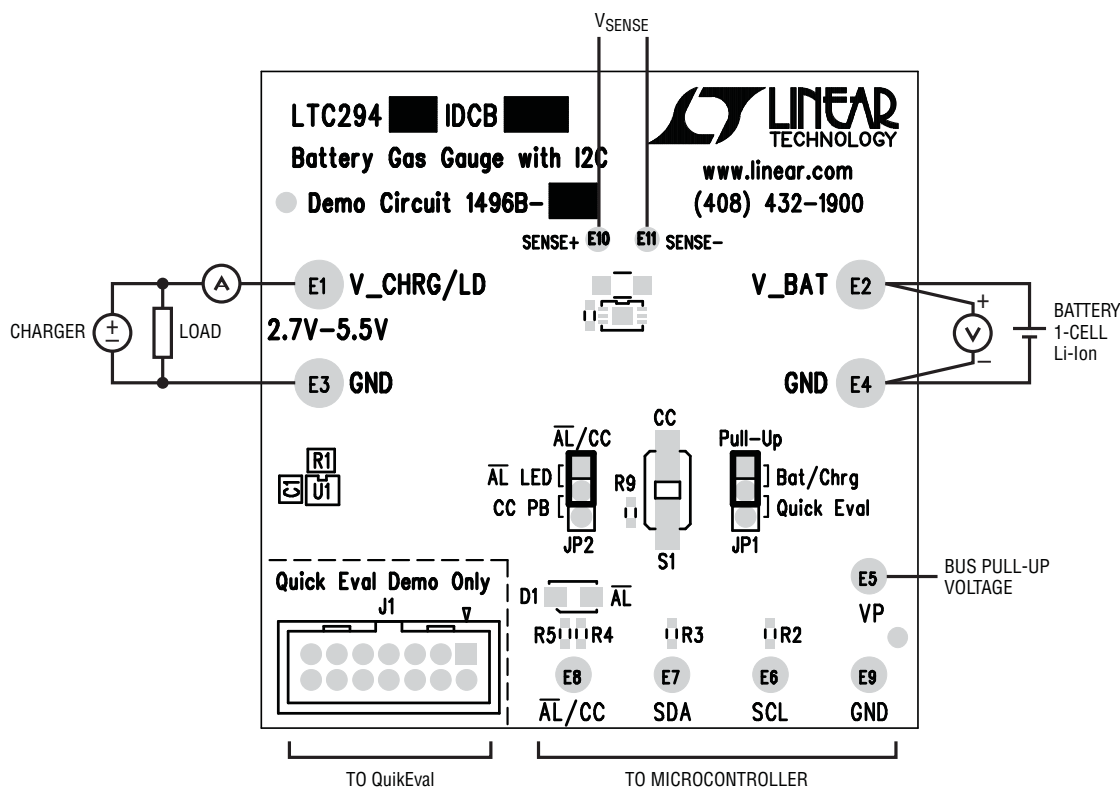 VSENSE
LTC294 IDCB
LINEAR
TECHNOLOGY
Battery Gas Gauge with I2C
www.linear.com
Demo Circuit 1496B-
(408) 432-1900
SENSE+ E10 E11 SENSE-
A
E1 V_CHRG/LD
V_BAT E2
CHARGER
+
−
LOAD
2.7V-5.5V
+
V
−
BATTERY
1-CELL
Li-Ion
E3 GND
GND E4
AL/CC
CC
Pull-Up
R1
C1 U1
AL LED
CC PB
R9
Bat/Chrg
Quick Eval
JP2
S1
JP1
Quick Eval Demo Only
J1
D1 AL
E5
BUS PULL-UP
VOLTAGE
VP
R5 R4
R3
R2
E8
E7
E6
E9
AL/CC
SDA
SCL
GND
TO QuikEval
TO MICROCONTROLLER